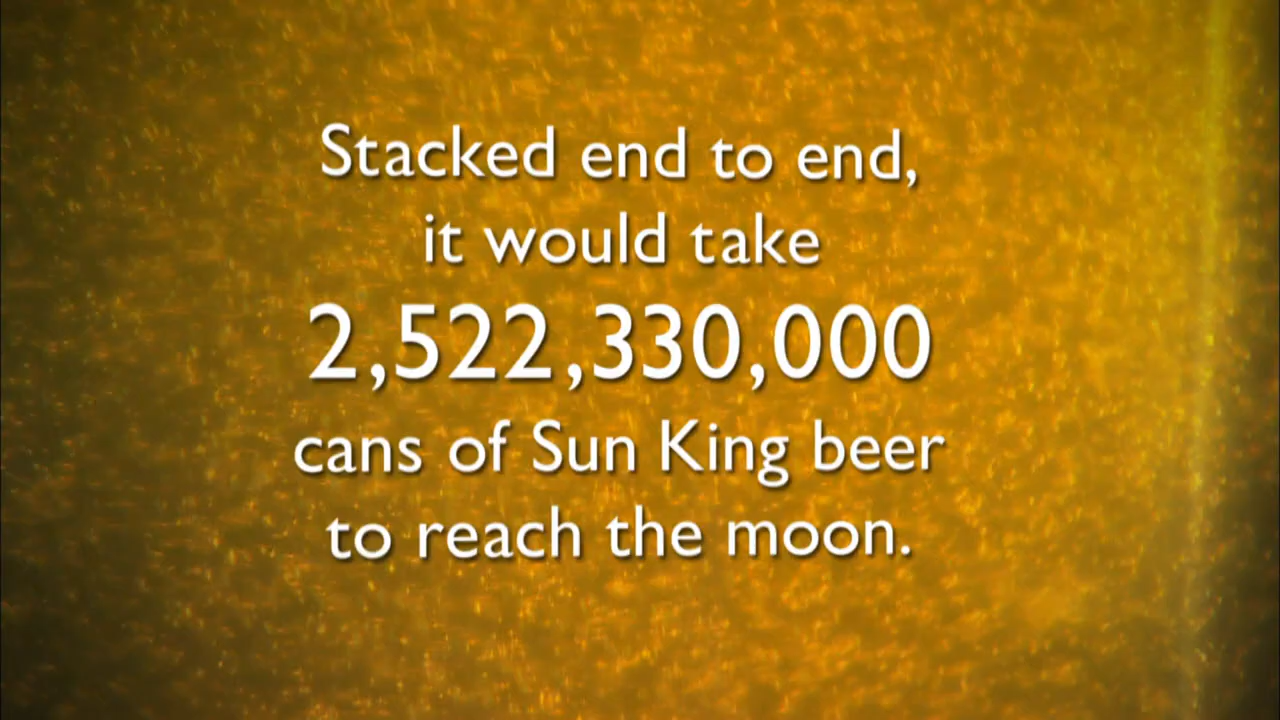 Stacked end to end,
it would take
2,522,330,000
cans of Sun King beer
to reach the moon.